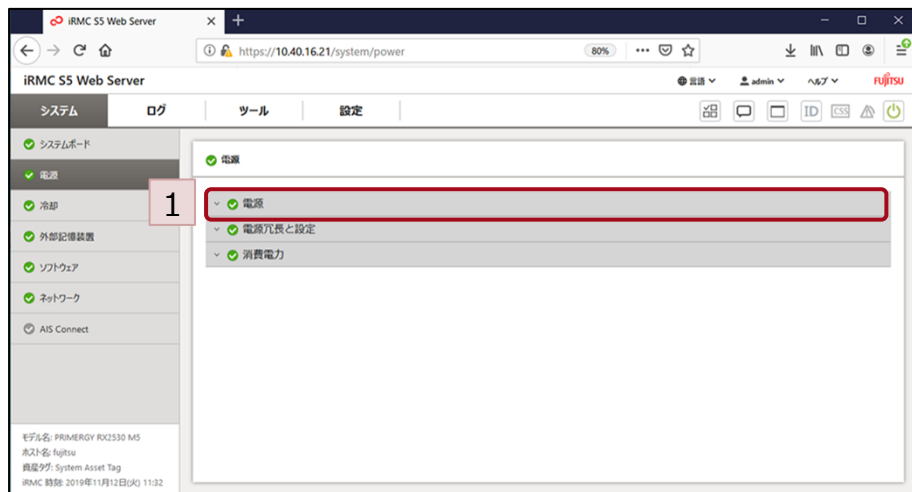 iRMC S5 Web Server
https://10.40.16.21/system/power
80%
iRMC S5 Web Server
言語
admin
ヘルプ
FUJITSU
システム
ログ
ツール
設定
ID
CSS
システムボード
電源
冷却
外部記憶装置
ソフトウェア
ネットワーク
AIS Connect
電源
1
電源
電源冗長と設定
消費電力
モデル名: PRIMERGY RX2530 M5
ホスト名: fujitsu
資産タグ: System Asset Tag
iRMC 時刻: 2019年11月12日(火) 11:32